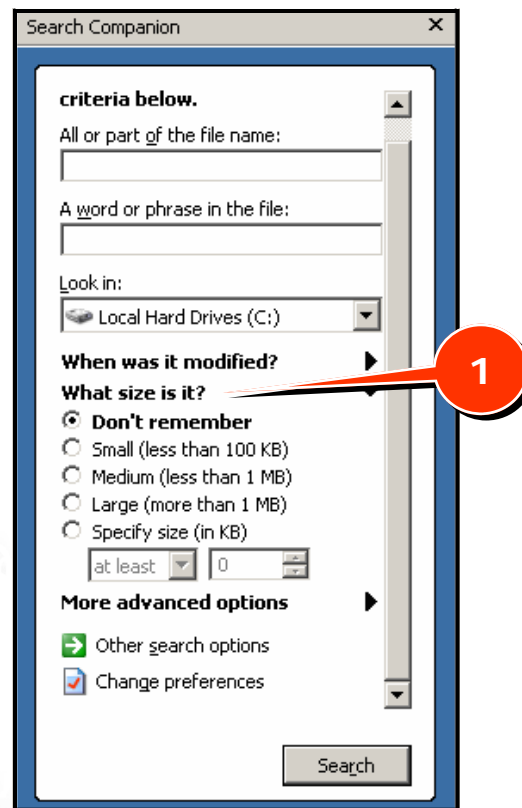 Search Companion
criteria below.
All or part of the file name:
A word or phrase in the file:
Look in:
Local Hard Drives (C:)
When was it modified?
What size is it?
1
Don't remember
Small (less than 100 KB)
Medium (less than 1 MB)
Large (more than 1 MB)
Specify size (in KB)
at least 0
More advanced options
Other search options
Change preferences
Search